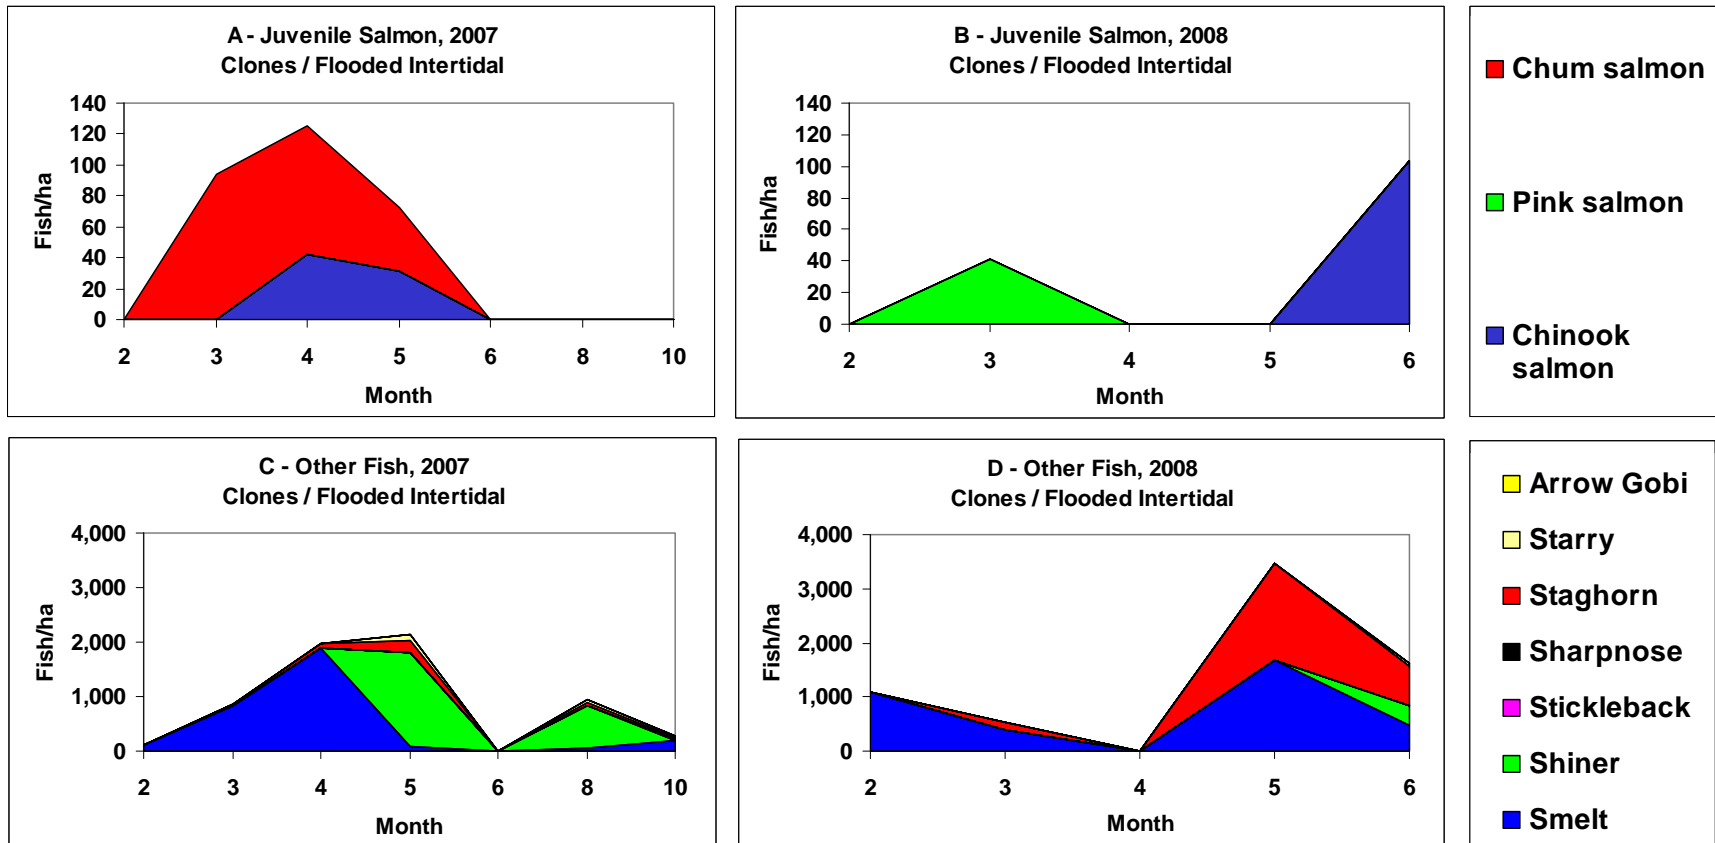 A - Juvenile Salmon, 2007
Clones / Flooded Intertidal
140
120
100
80
60
40
20
0
Fish/ha
2 3 4 5 6 8 10
Month
B - Juvenile Salmon, 2008
Clones / Flooded Intertidal
140
120
100
80
60
40
20
0
Fish/ha
2 3 4 5 6
Month
Chum salmon
Pink salmon
Chinook
salmon
C - Other Fish, 2007
Clones / Flooded Intertidal
4,000
3,000
2,000
1,000
0
Fish/ha
2 3 4 5 6 8 10
Month
D - Other Fish, 2008
Clones / Flooded Intertidal
4,000
3,000
2,000
1,000
0
Fish/ha
2 3 4 5 6
Month
Arrow Gobi
Starry
Staghorn
Sharpnose
Stickleback
Shiner
Smelt